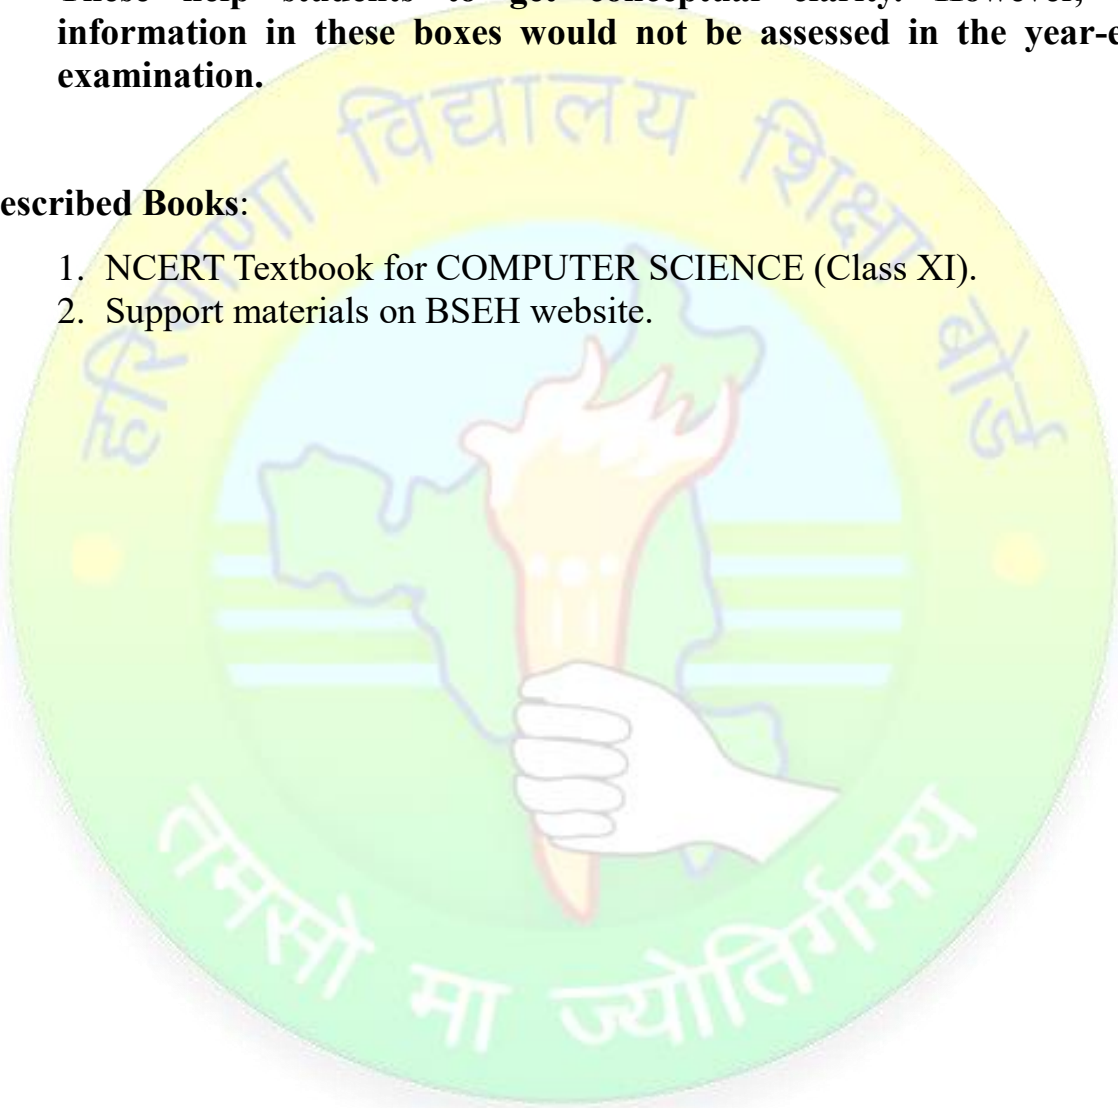 These help students to get conceptual clarity. However,
information in these boxes would not be assessed in the year-e
examination.
escribed Books:
1. NCERT Textbook for COMPUTER SCIENCE (Class XI).
2. Support materials on BSEH website.
हरियाणा विद्यालय शिक्षा बोर्ड
तमसो मा ज्योतिर्गमय